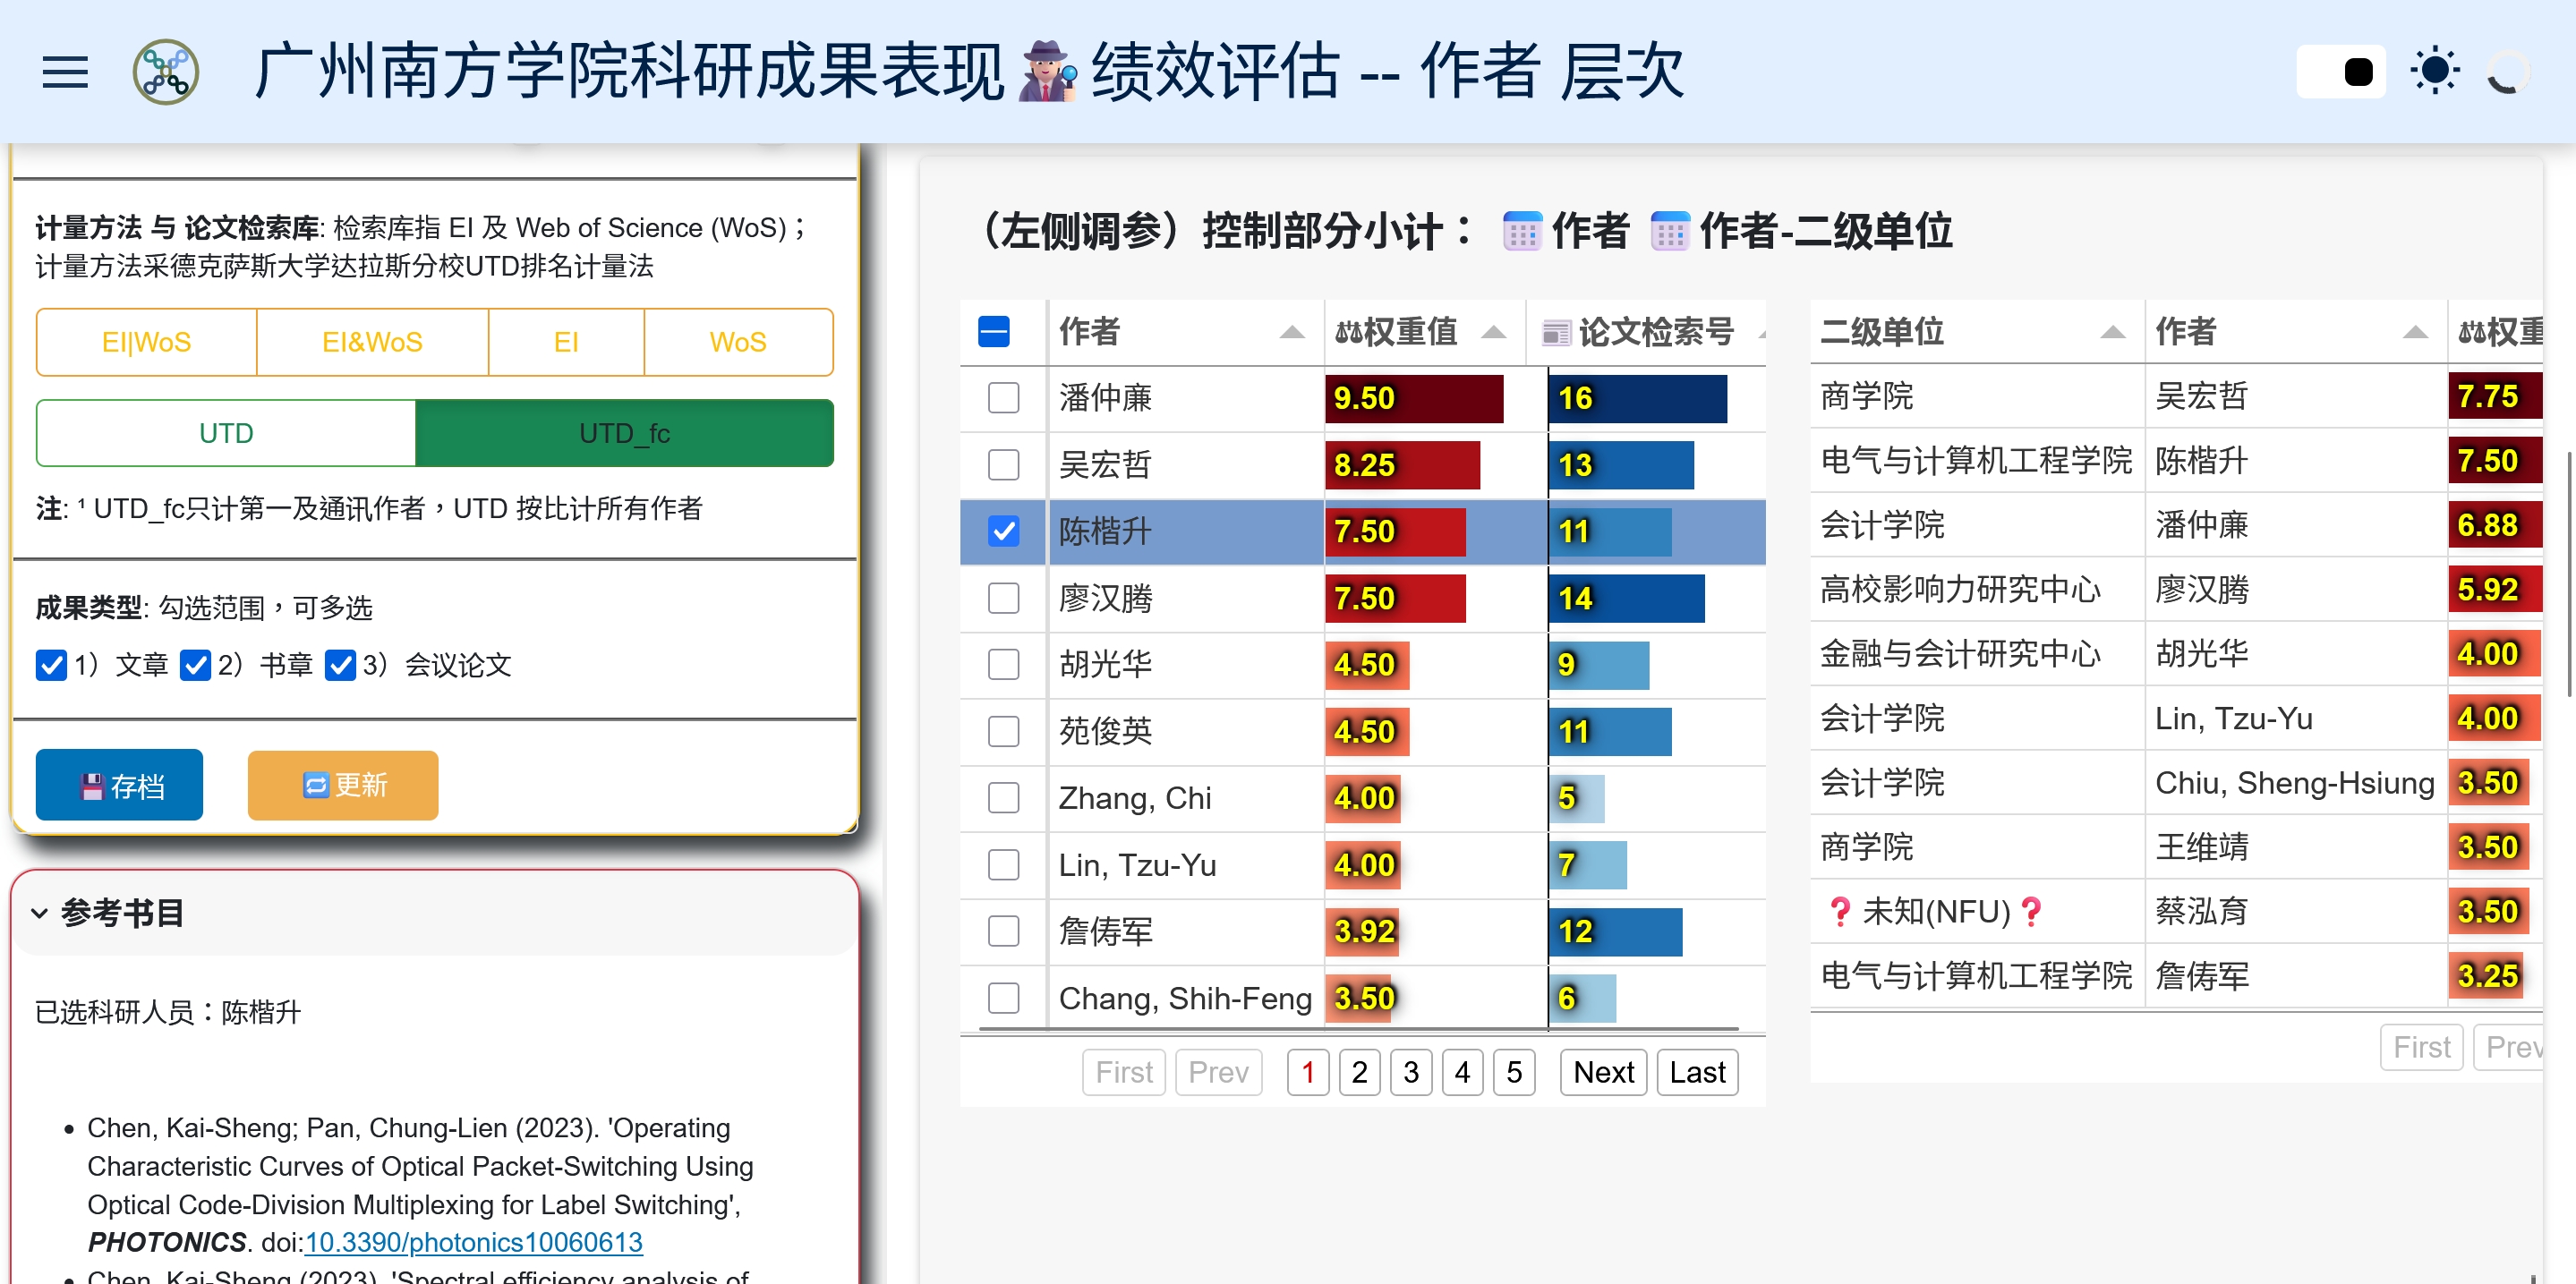 广州南方学院科研成果表现🕵️绩效评估 -- 作者 层次
计量方法 与 论文检索库: 检索库指 EI 及 Web of Science (WoS)；
计量方法采德克萨斯大学达拉斯分校UTD排名计量法
EI|WoS EI&WoS EI WoS
UTD UTD_fc
注: ¹ UTD_fc只计第一及通讯作者，UTD 按比计所有作者
成果类型: 勾选范围，可多选
1）文章 2）书章 3）会议论文
💾存档 🔁更新
参考书目
已选科研人员：陈楷升
• Chen, Kai-Sheng; Pan, Chung-Lien (2023). 'Operating
Characteristic Curves of Optical Packet-Switching Using
Optical Code-Division Multiplexing for Label Switching',
PHOTONICS. doi:10.3390/photonics10060613
• Chen, Kai-Sheng (2023). 'Spectral efficiency analysis of
（左侧调参）控制部分小计： 作者 作者-二级单位
作者 权重值 论文检索号
潘仲廉 9.50 16
吴宏哲 8.25 13
陈楷升 7.50 11
廖汉腾 7.50 14
胡光华 4.50 9
苑俊英 4.50 11
Zhang, Chi 4.00 5
Lin, Tzu-Yu 4.00 7
詹俦军 3.92 12
Chang, Shih-Feng 3.50 6
First Prev 1 2 3 4 5 Next Last
二级单位 作者 权重
商学院 吴宏哲 7.75
电气与计算机工程学院 陈楷升 7.50
会计学院 潘仲廉 6.88
高校影响力研究中心 廖汉腾 5.92
金融与会计研究中心 胡光华 4.00
会计学院 Lin, Tzu-Yu 4.00
会计学院 Chiu, Sheng-Hsiung 3.50
商学院 王维靖 3.50
❓未知(NFU)❓ 蔡泓育 3.50
电气与计算机工程学院 詹俦军 3.25
First Prev